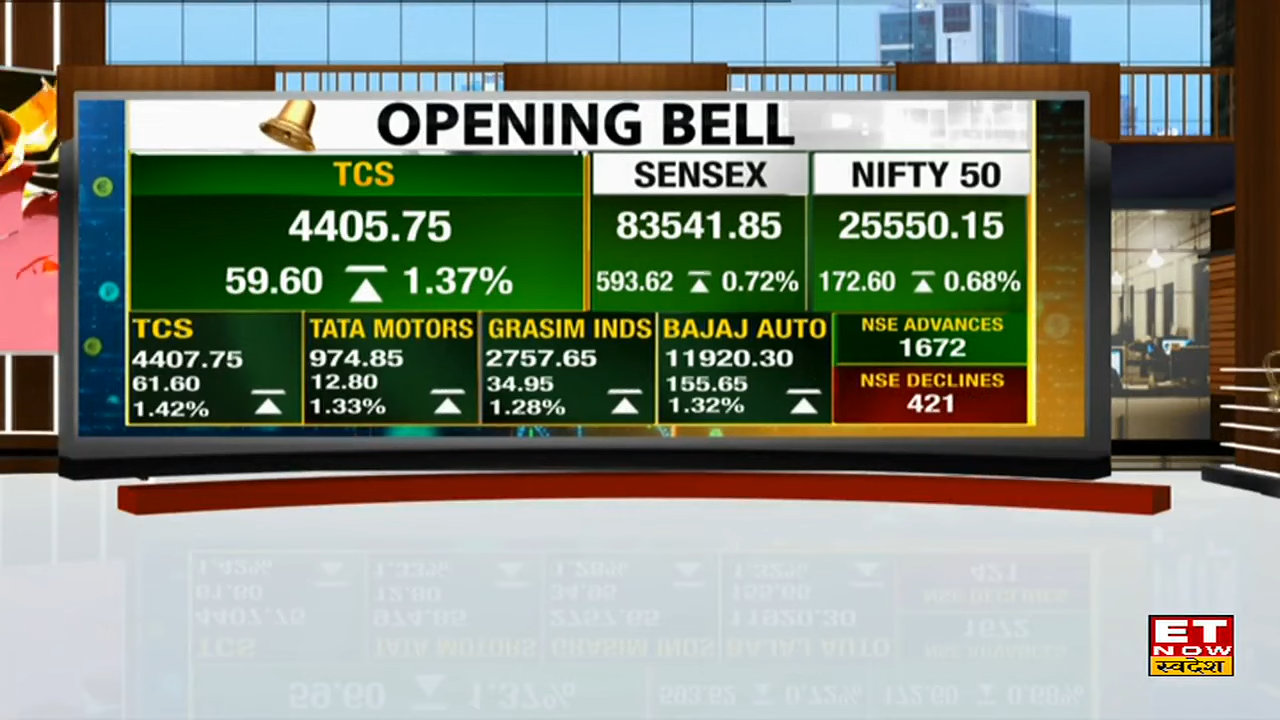 OPENING BELL
TCS
4405.75
59.60 1.37%
SENSEX
83541.85
593.62 0.72%
NIFTY 50
25550.15
172.60 0.68%
TCS
4407.75
61.60
1.42%
TATA MOTORS
974.85
12.80
1.33%
GRASIM INDS
2757.65
34.95
1.28%
BAJAJ AUTO
11920.30
155.65
1.32%
NSE ADVANCES
1672
NSE DECLINES
421
ET
NOW
स्वदेश